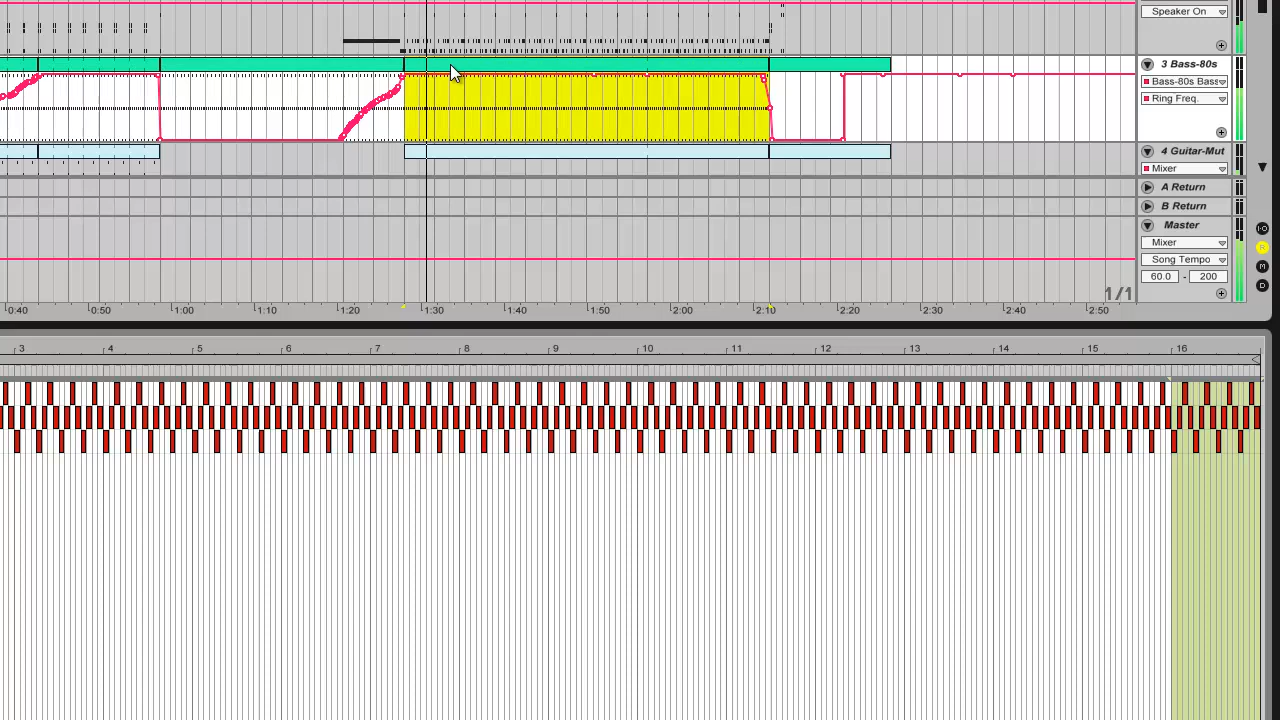 Speaker On
3 Bass-80s
Bass-80s Bass
Ring Freq.
4 Guitar-Mut
Mixer
A Return
B Return
Master
Mixer
Song Tempo
60.0 - 200
1/1
I·O
R
M
D
0:40 0:50 1:00 1:10 1:20 1:30 1:40 1:50 2:00 2:10 2:20 2:30 2:40 2:50
3 4 5 6 7 8 9 10 11 12 13 14 15 16